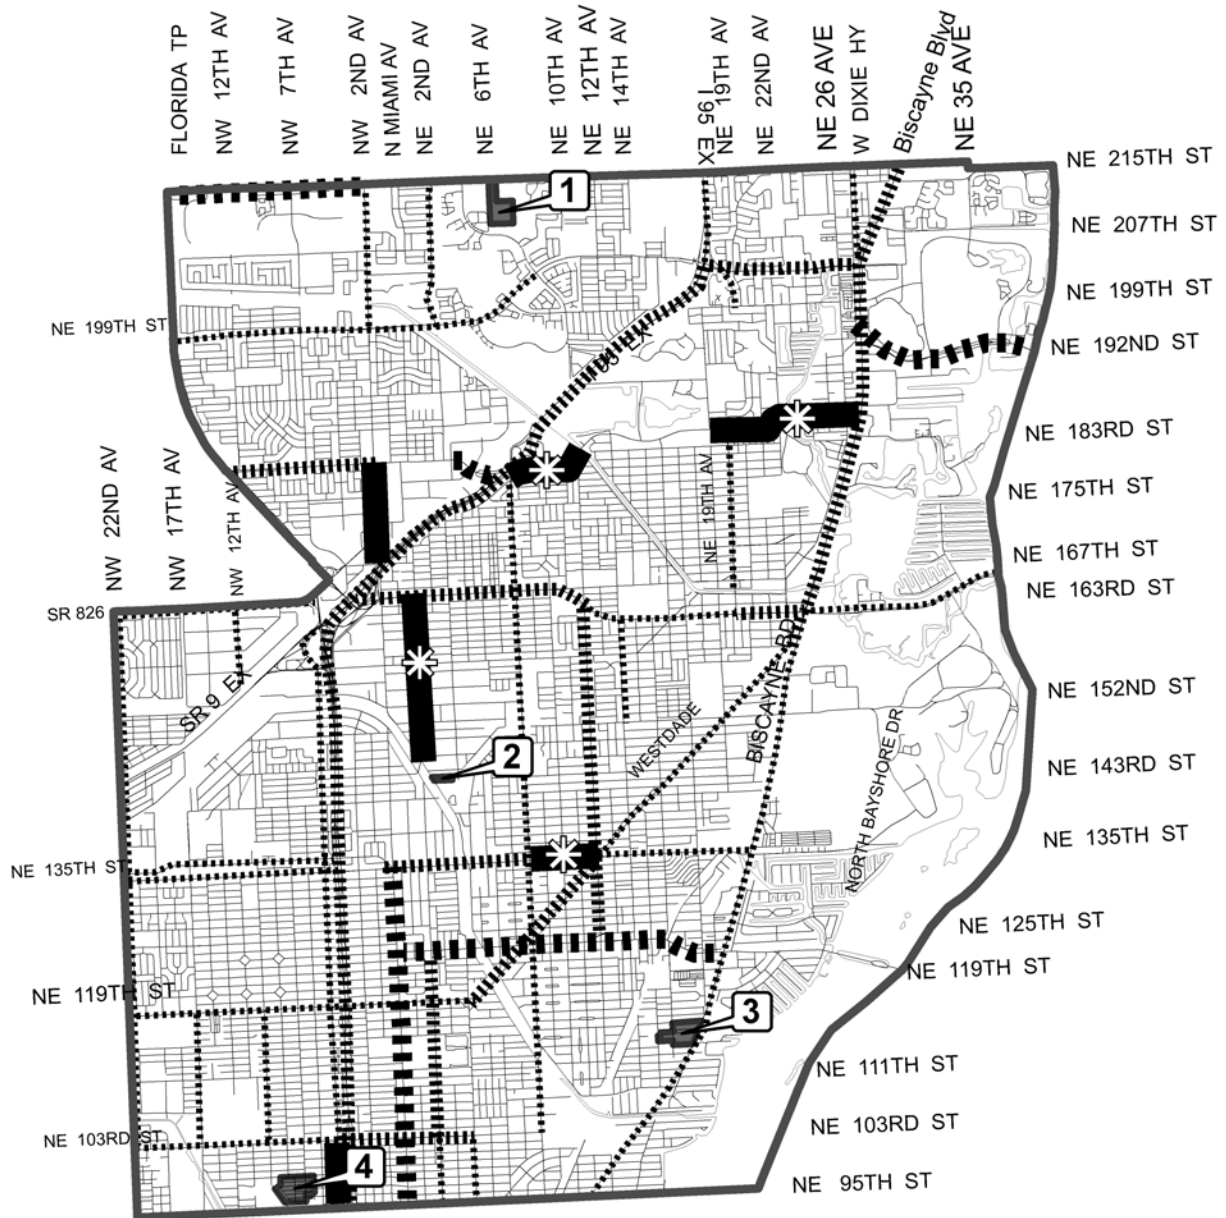 FLORIDA TP
NW 12TH AV
NW 7TH AV
NW 2ND AV
N MIAMI AV
NE 2ND AV
NE 6TH AV
NE 10TH AV
NE 12TH AV
NE 14TH AV
I 95 EX
NE 19TH AV
NE 22ND AV
NE 26 AVE
W DIXIE HY
Biscayne Blvd
NE 35 AVE
NE 215TH ST
1
NE 207TH ST
NE 199TH ST
NE 199TH ST
NE 192ND ST
I 95 EX
NE 183RD ST
NW 22ND AV
NW 17TH AV
NW 12TH AV
NE 19TH AV
NE 175TH ST
NE 167TH ST
NE 163RD ST
SR 826
SR 9 EX
BISCAYNE BD
WESTDADE
NORTH BAYSHORE DR
NE 152ND ST
2
NE 143RD ST
NE 135TH ST
NE 135TH ST
NE 125TH ST
NE 119TH ST
NE 119TH ST
3
NE 111TH ST
NE 103RD ST
NE 103RD ST
4
NE 95TH ST